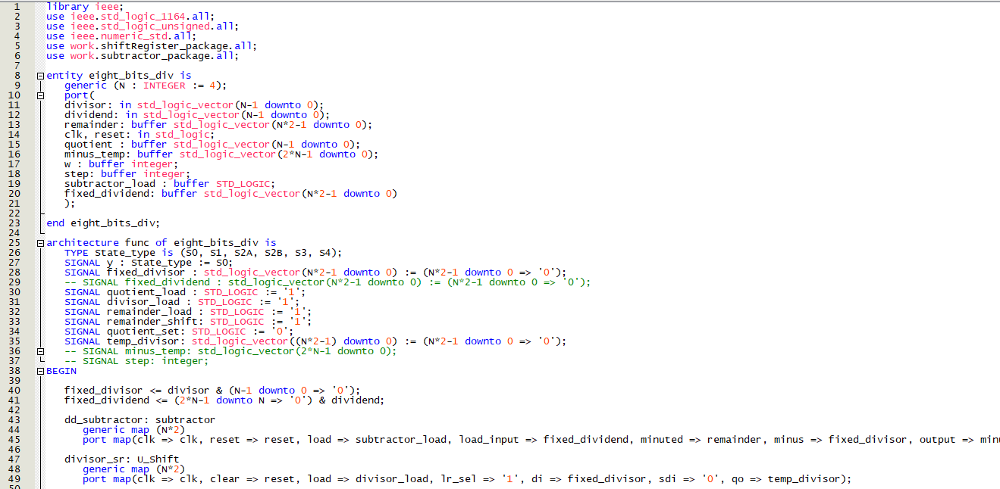 1 library ieee;
2 use ieee.std_logic_1164.all;
3 use ieee.std_logic_unsigned.all;
4 use ieee.numeric_std.all;
5 use work.shiftRegister_package.all;
6 use work.subtractor_package.all;
7
8 entity eight_bits_div is
9 generic (N : INTEGER := 4);
10 port(
11 divisor: in std_logic_vector(N-1 downto 0);
12 dividend: in std_logic_vector(N-1 downto 0);
13 remainder: buffer std_logic_vector(N*2-1 downto 0);
14 clk, reset: in std_logic;
15 quotient : buffer std_logic_vector(N-1 downto 0);
16 minus_temp: buffer std_logic_vector(2*N-1 downto 0);
17 w : buffer integer;
18 step: buffer integer;
19 subtractor_load : buffer STD_LOGIC;
20 fixed_dividend: buffer std_logic_vector(N*2-1 downto 0)
21 );
22
23 end eight_bits_div;
24
25 architecture func of eight_bits_div is
26 TYPE State_type is (S0, S1, S2A, S2B, S3, S4);
27 SIGNAL y : State_type := S0;
28 SIGNAL fixed_divisor : std_logic_vector(N*2-1 downto 0) := (N*2-1 downto 0 => '0');
29 -- SIGNAL fixed_dividend : std_logic_vector(N*2-1 downto 0) := (N*2-1 downto 0 => '0');
30 SIGNAL quotient_load : STD_LOGIC := '1';
31 SIGNAL divisor_load : STD_LOGIC := '1';
32 SIGNAL remainder_load : STD_LOGIC := '1';
33 SIGNAL remainder_shift: STD_LOGIC := '1';
34 SIGNAL quotient_set: STD_LOGIC := '0';
35 SIGNAL temp_divisor: std_logic_vector((N*2-1) downto 0) := (N*2-1 downto 0 => '0');
36 -- SIGNAL minus_temp: std_logic_vector(2*N-1 downto 0);
37 -- SIGNAL step: integer;
38 BEGIN
39
40 fixed_divisor <= divisor & (N-1 downto 0 => '0');
41 fixed_dividend <= (2*N-1 downto N => '0') & dividend;
42
43 dd_subtractor: subtractor
44 generic map (N*2)
45 port map(clk => clk, reset => reset, load => subtractor_load, load_input => fixed_dividend, minuted => remainder, minus => fixed_divisor, output => minu
46
47 divisor_sr: U_Shift
48 generic map (N*2)
49 port map(clk => clk, clear => reset, load => divisor_load, lr_sel => '1', di => fixed_divisor, sdi => '0', qo => temp_divisor);
50